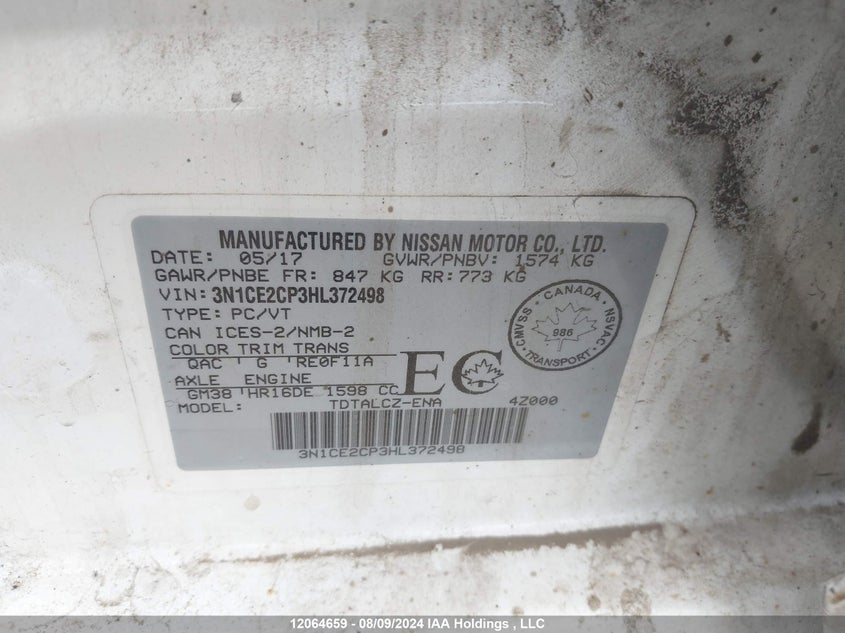 MANUFACTURED BY NISSAN MOTOR CO., LTD.
DATE: 05/17 GVWR/PNBV: 1574 KG
GAWR/PNBE FR: 847 KG RR: 773 KG
VIN: 3N1CE2CP3HL372498
TYPE: PC/VT
CAN ICES-2/NMB-2
COLOR TRIM TRANS
QAC G RE0F11A
AXLE ENGINE
GM38 HR16DE 1598 CC
MODEL: TDTALCZ-ENA 4Z000
3N1CE2CP3HL372498
EC
CMVSS - CANADA - NSVAC
986
TRANSPORT
12064659 - 08/09/2024 IAA Holdings , LLC